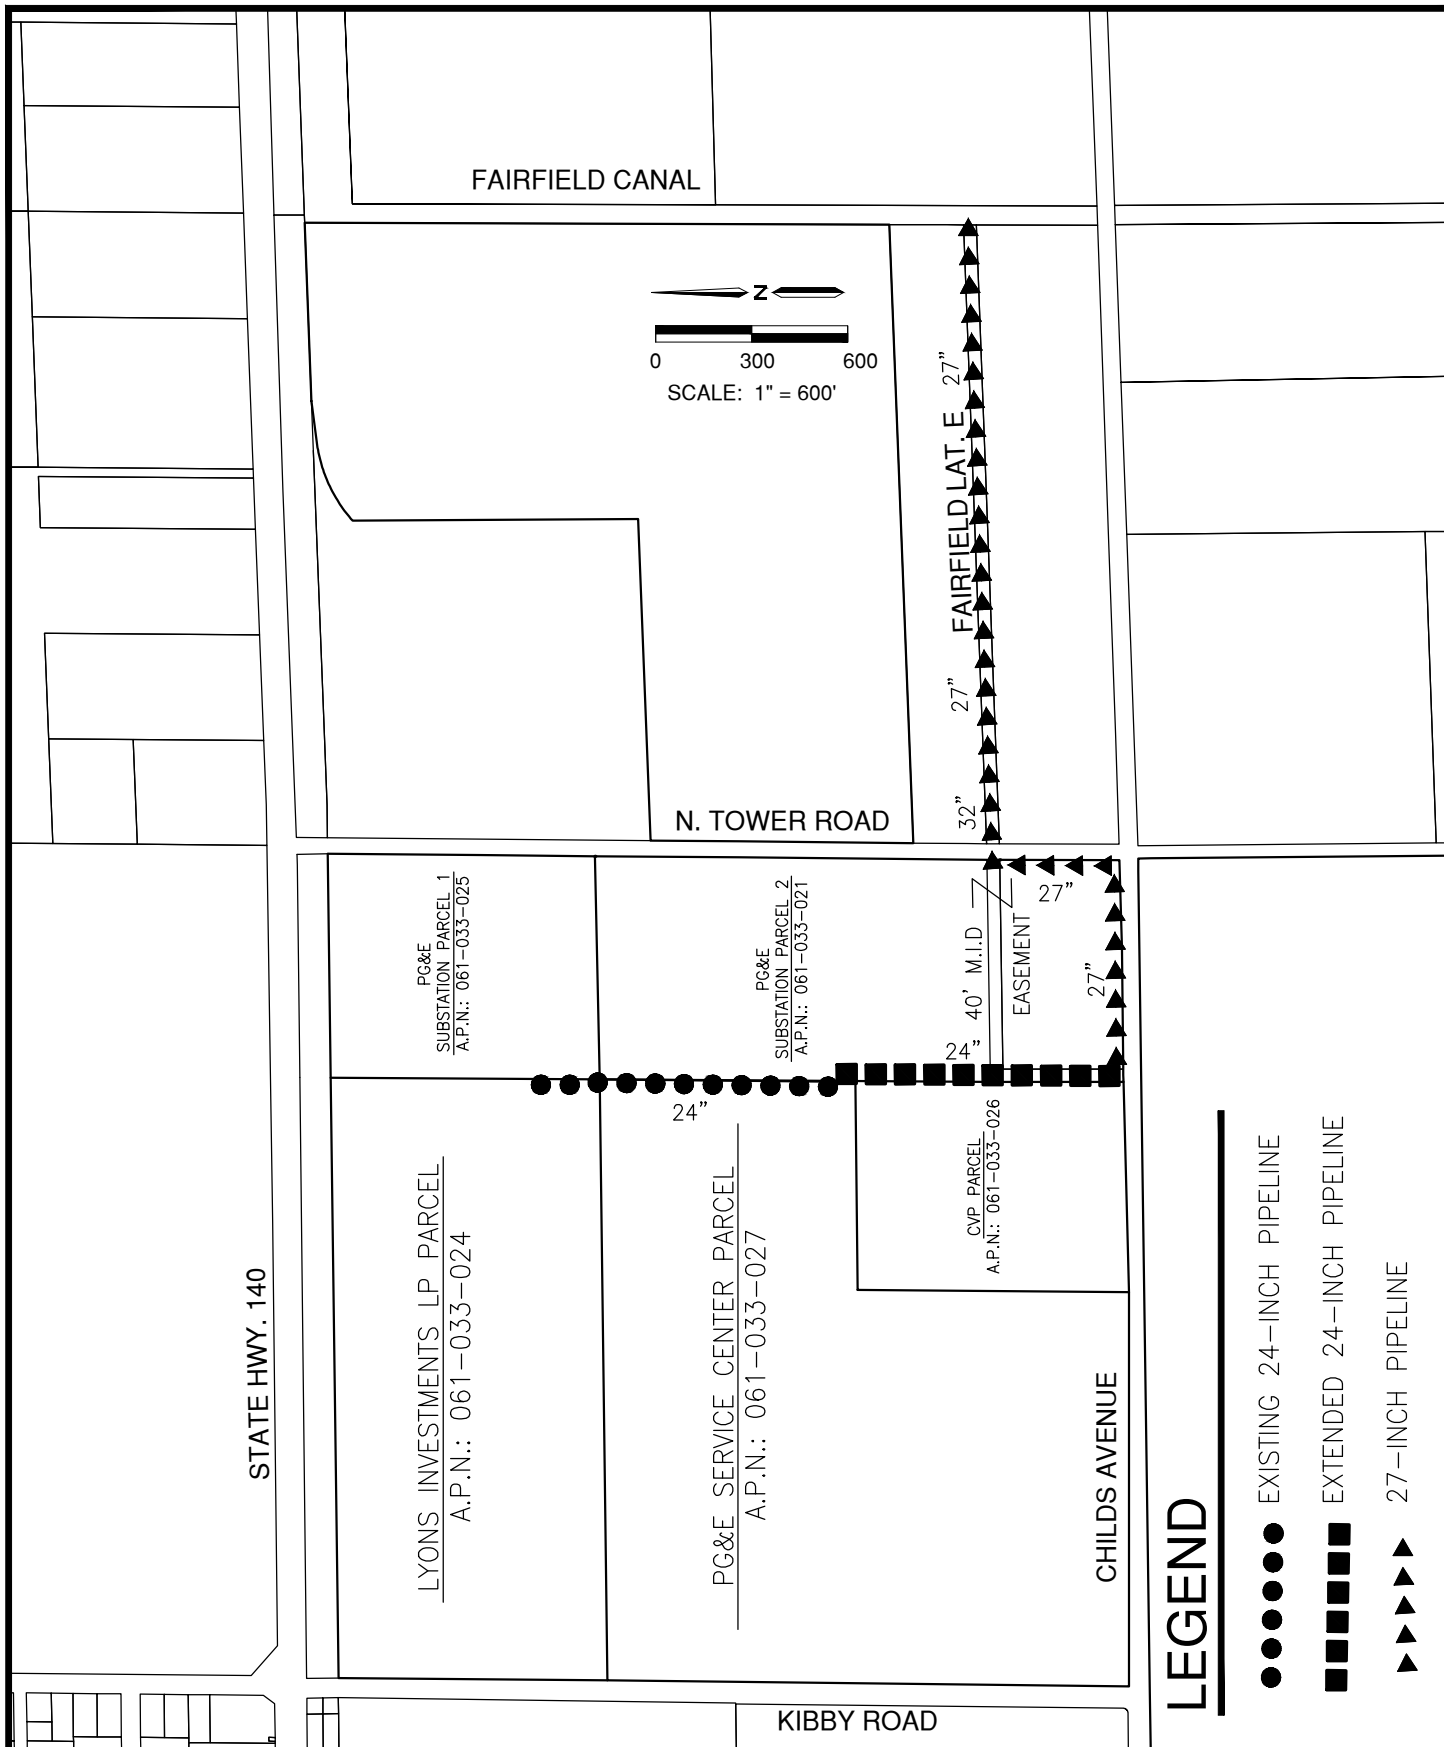 FAIRFIELD CANAL
N
0 300 600
SCALE: 1" = 600'
27"
FAIRFIELD LAT. E
27"
32"
N. TOWER ROAD
PG&E
SUBSTATION PARCEL 1
A.P.N.: 061-033-025
PG&E
SUBSTATION PARCEL 2
A.P.N.: 061-033-021
40' M.I.D
EASEMENT
27"
27"
24"
24"
CVP PARCEL
A.P.N.: 061-033-026
LYONS INVESTMENTS LP PARCEL
A.P.N.: 061-033-024
PG&E SERVICE CENTER PARCEL
A.P.N.: 061-033-027
STATE HWY. 140
CHILDS AVENUE
KIBBY ROAD
LEGEND
EXISTING 24-INCH PIPELINE
EXTENDED 24-INCH PIPELINE
27-INCH PIPELINE